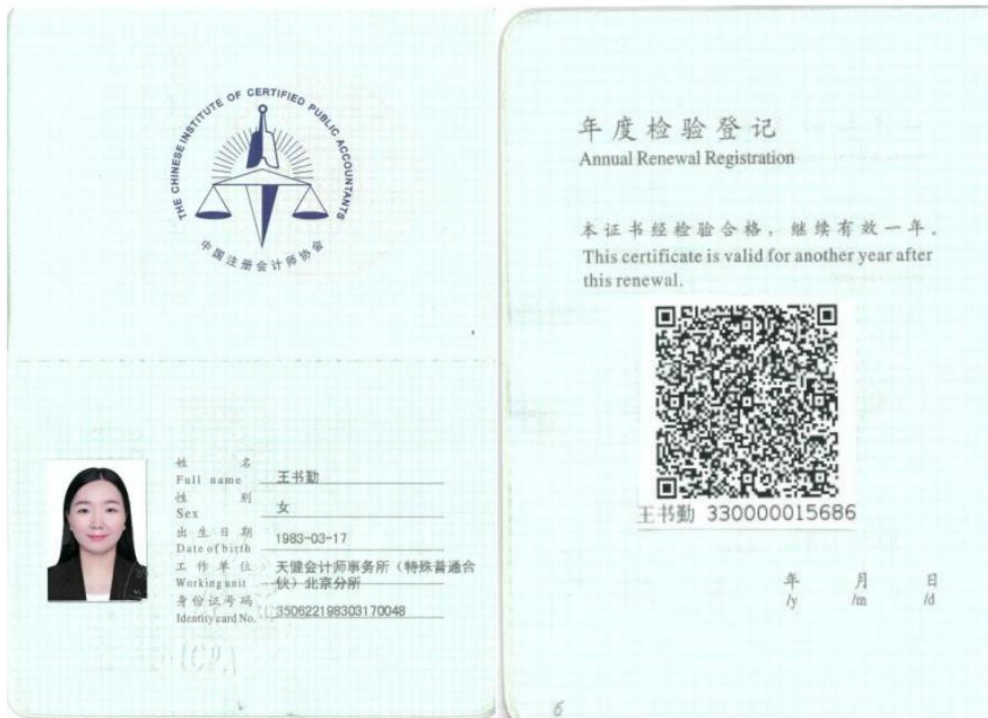 THE CHINESE INSTITUTE OF CERTIFIED PUBLIC ACCOUNTANTS
中国注册会计师协会
姓 名
Full name
王书勤
性 别
Sex
女
出生日期
Date of birth
1983-03-17
工作单位
Working unit
天健会计师事务所（特殊普通合
伙）北京分所
身份证号码
Identity card No.
350622198303170048
年度检验登记
Annual Renewal Registration
本证书经检验合格，继续有效一年。
This certificate is valid for another year after
this renewal.
王书勤 330000015686
年 月 日
/y /m /d
6